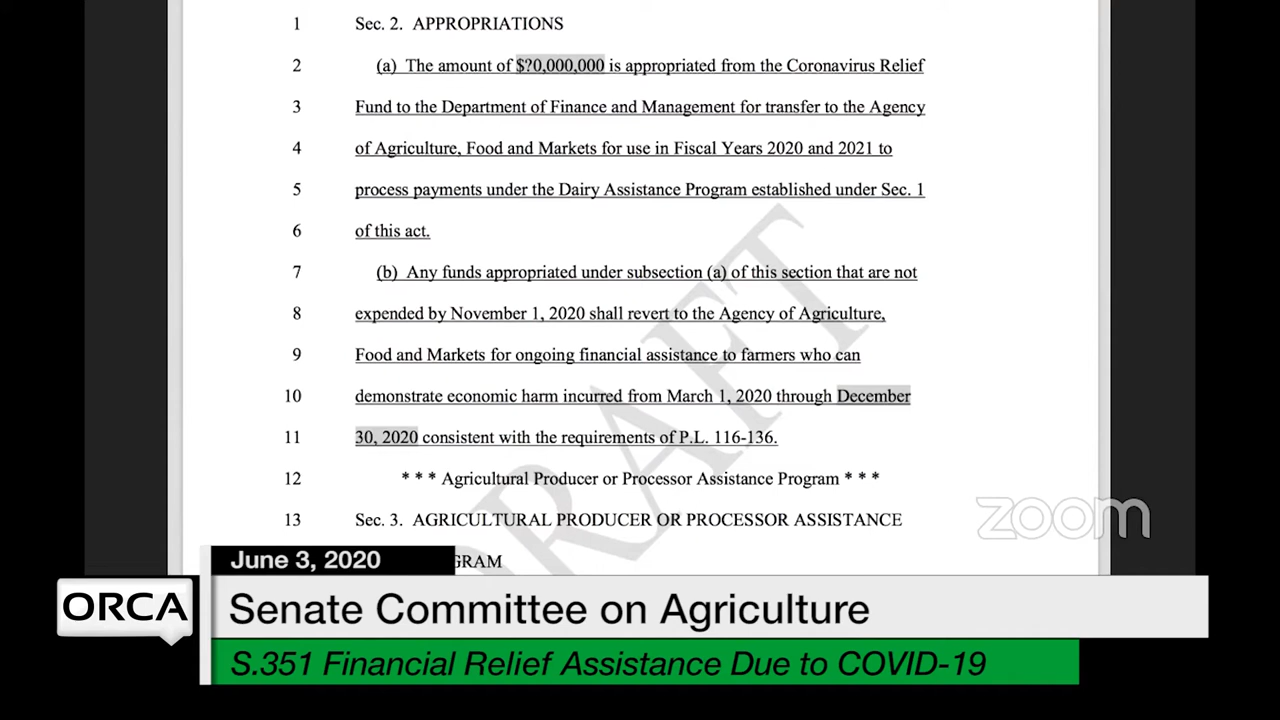 1 Sec. 2. APPROPRIATIONS
2 (a) The amount of $?0,000,000 is appropriated from the Coronavirus Relief
3 Fund to the Department of Finance and Management for transfer to the Agency
4 of Agriculture, Food and Markets for use in Fiscal Years 2020 and 2021 to
5 process payments under the Dairy Assistance Program established under Sec. 1
6 of this act.
7 (b) Any funds appropriated under subsection (a) of this section that are not
8 expended by November 1, 2020 shall revert to the Agency of Agriculture,
9 Food and Markets for ongoing financial assistance to farmers who can
10 demonstrate economic harm incurred from March 1, 2020 through December
11 30, 2020 consistent with the requirements of P.L. 116-136.
12 * * * Agricultural Producer or Processor Assistance Program * * *
13 Sec. 3. AGRICULTURAL PRODUCER OR PROCESSOR ASSISTANCE
GRAM
DRAFT
zoom
June 3, 2020
ORCA
Senate Committee on Agriculture
S.351 Financial Relief Assistance Due to COVID-19